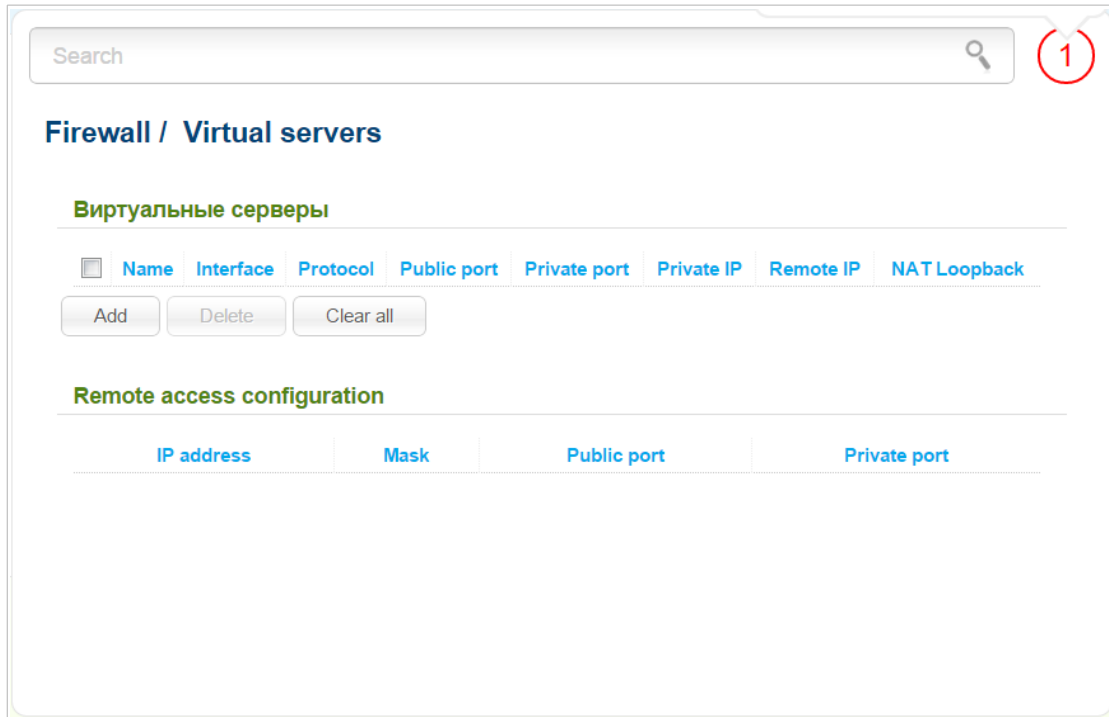 Search
1
Firewall / Virtual servers
Виртуальные серверы
Name Interface Protocol Public port Private port Private IP Remote IP NAT Loopback
Add Delete Clear all
Remote access configuration
IP address Mask Public port Private port